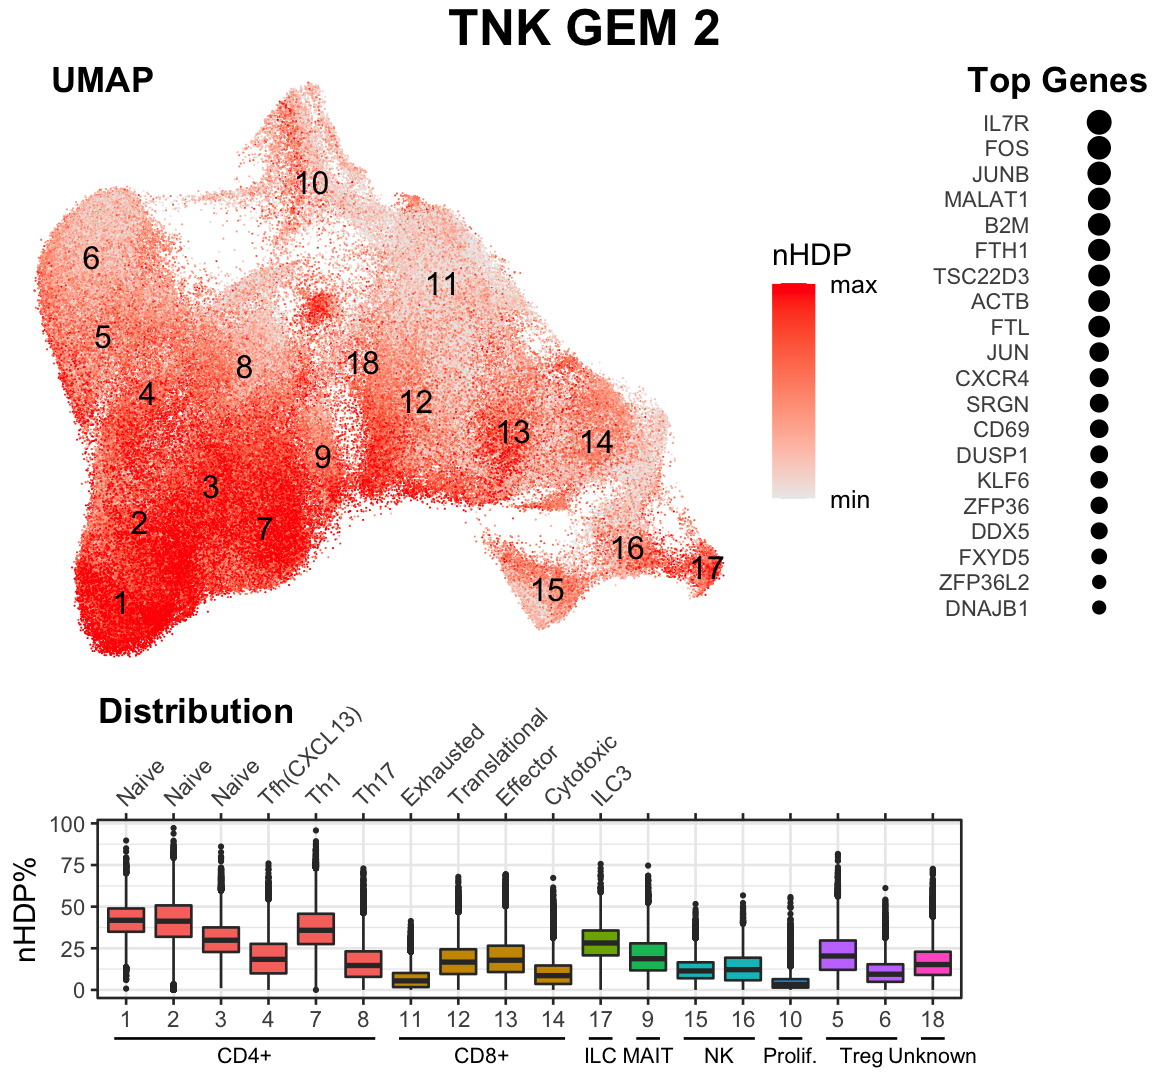 TNK GEM 2
UMAP
10
6
11
5
8
18
4
12
13
14
9
3
2
7
16
17
15
1
nHDP
max
min
Top Genes
IL7R
FOS
JUNB
MALAT1
B2M
FTH1
TSC22D3
ACTB
FTL
JUN
CXCR4
SRGN
CD69
DUSP1
KLF6
ZFP36
DDX5
FXYD5
ZFP36L2
DNAJB1
Distribution
Naive
Naive
Naive
Tfh(CXCL13)
Th1
Th17
Exhausted
Translational
Effector
Cytotoxic
ILC3
nHDP%
100
75
50
25
0
1 2 3 4 7 8 11 12 13 14 17 9 15 16 10 5 6 18
CD4+ CD8+ ILC MAIT NK Prolif. Treg Unknown